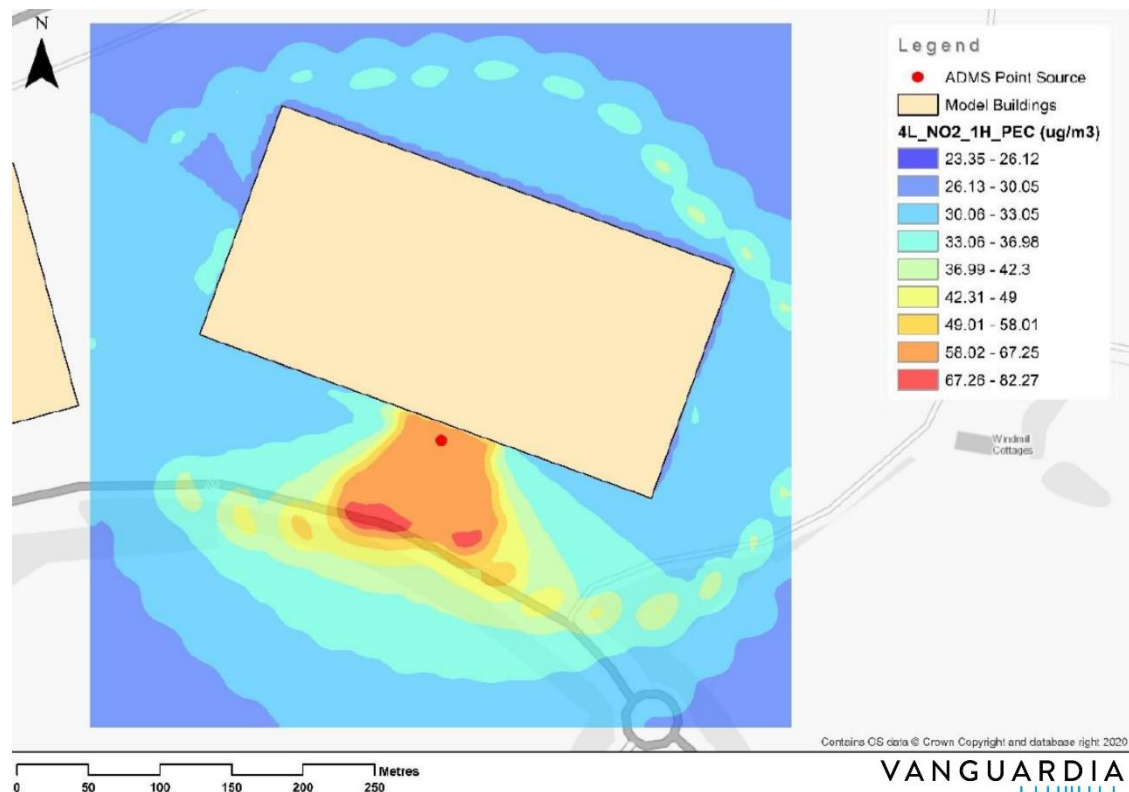 N
Legend
ADMS Point Source
Model Buildings
4L_NO2_1H_PEC (ug/m3)
23.35 - 26.12
26.13 - 30.05
30.06 - 33.05
33.06 - 36.98
36.99 - 42.3
42.31 - 49
49.01 - 58.01
58.02 - 67.25
67.26 - 82.27
Windmill
Cottages
Contains OS data © Crown Copyright and database right 2020
Metres
0 50 100 150 200 250
VANGUARDIA